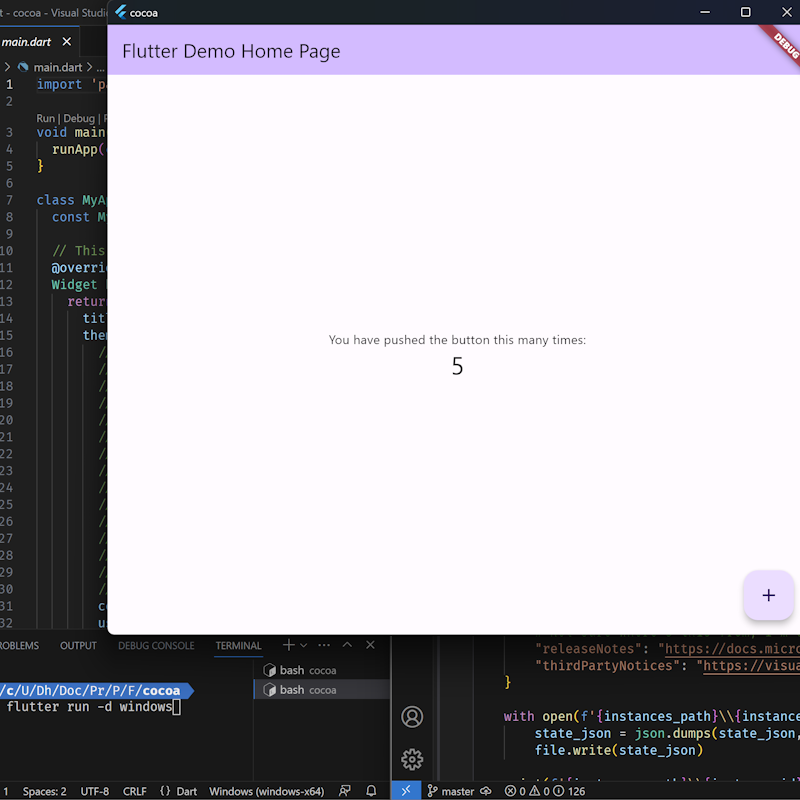 t - cocoa - Visual Studi
cocoa
main.dart
main.dart > ...
Flutter Demo Home Page
DEBUG
1 import 'pa
2
Run | Debug |
3 void main
4 runApp(
5 }
6
7 class MyA
8 const M
9
10 // This
11 @overri
12 Widget
13 retur
14 tit
15 the
16 /
17 //
18 //
19 //
20 //
21 //
22 //
23 //
24 //
25 //
26 //
27 //
28 //
29 //
30 //
31 co
32 u
You have pushed the button this many times:
5
+
ROBLEMS OUTPUT DEBUG CONSOLE TERMINAL
bash cocoa
bash cocoa
/c/U/Dh/Doc/Pr/P/F/cocoa
flutter run -d windows
"releaseNotes": "https://docs.micro
"thirdPartyNotices": "https://visua
}
with open(f'{instances_path}\\{instance
state_json = json.dumps(state_json,
file.write(state_json)
1 Spaces: 2 UTF-8 CRLF {} Dart Windows (windows-x64)
master 0 0 126